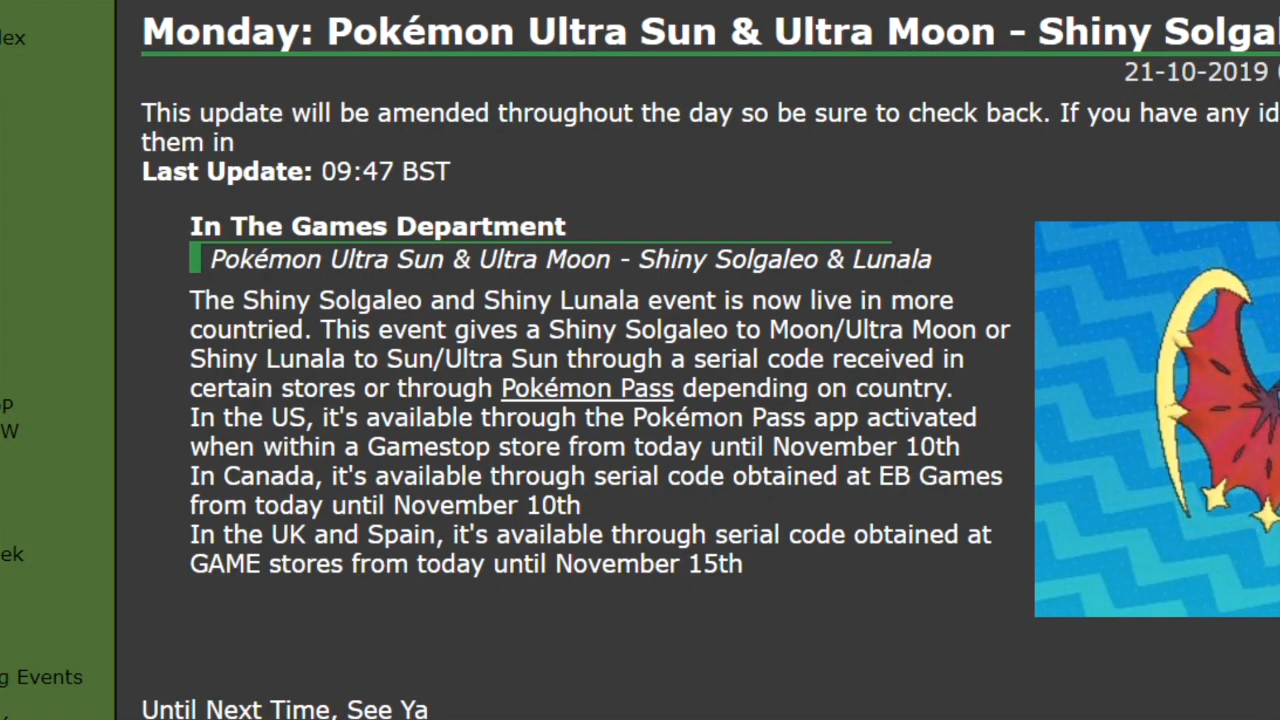 ex
Monday: Pokémon Ultra Sun & Ultra Moon - Shiny
21-10-2019
This update will be amended throughout the day so be sure to check back. If you have any
them in
Last Update: 09:47 BST
In The Games Department
Pokémon Ultra Sun & Ultra Moon - Shiny Solgaleo & Lunala
The Shiny Solgaleo and Shiny Lunala event is now live in more
countried. This event gives a Shiny Solgaleo to Moon/Ultra Moon or
Shiny Lunala to Sun/Ultra Sun through a serial code received in
certain stores or through Pokémon Pass depending on country.
In the US, it's available through the Pokémon Pass app activated
when within a Gamestop store from today until November 10th
In Canada, it's available through serial code obtained at EB Games
from today until November 10th
In the UK and Spain, it's available through serial code obtained at
GAME stores from today until November 15th
Events
Until Next Time, See Ya